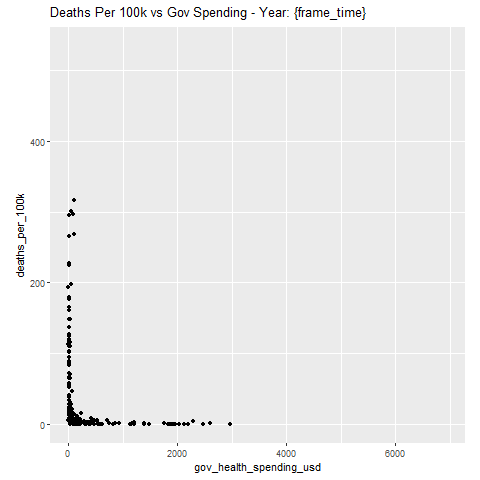 Deaths Per 100k vs Gov Spending - Year: {frame_time}
deaths_per_100k
400
200
0
0 2000 4000 6000
gov_health_spending_usd